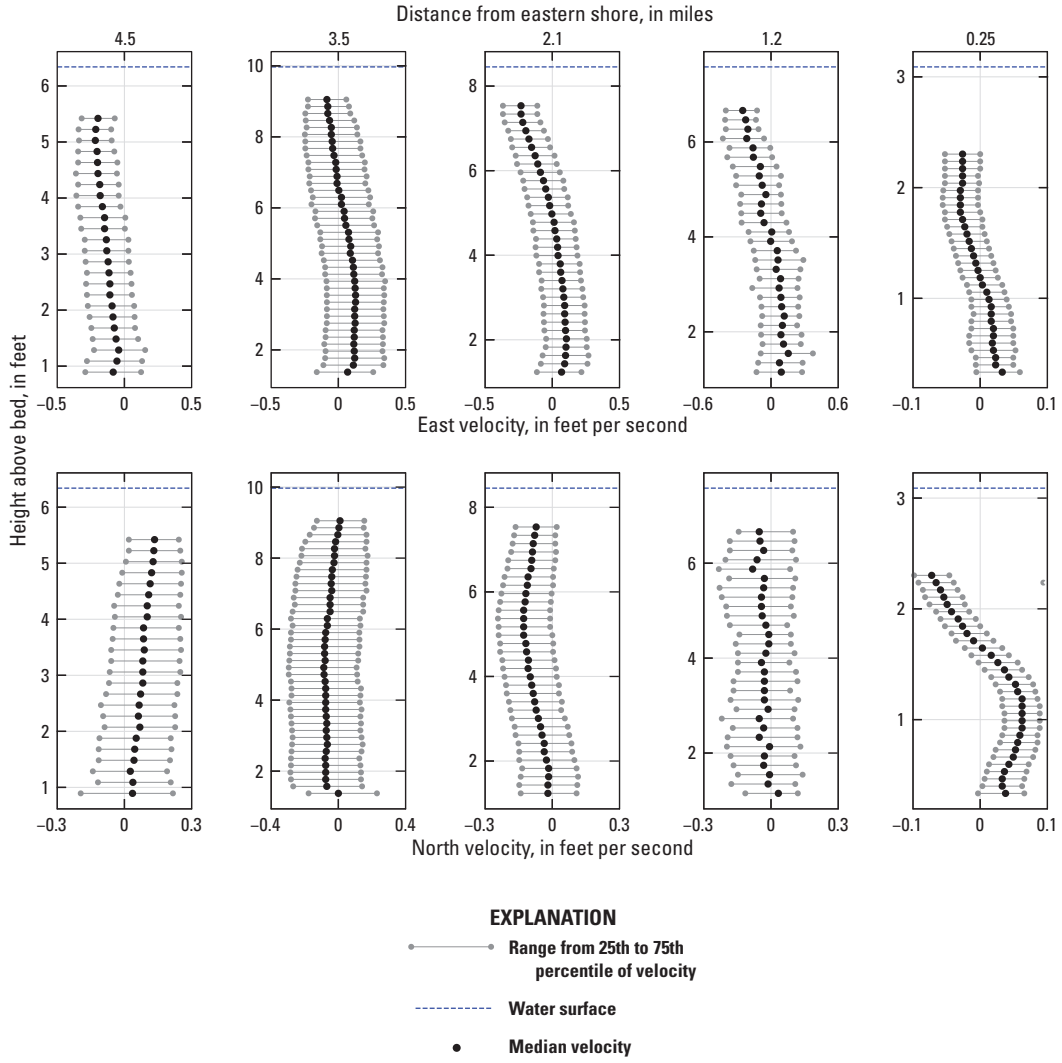 Distance from eastern shore, in miles
4.5 3.5 2.1 1.2 0.25
6 5 4 3 2 1
10 8 6 4 2
8 6 4 2
6 4 2
3 2 1
−0.5 0 0.5 −0.5 0 0.5 −0.5 0 0.5 −0.6 0 0.6 −0.1 0 0.1
East velocity, in feet per second
Height above bed, in feet
6 5 4 3 2 1
10 8 6 4 2
8 6 4 2
6 4 2
3 2 1
−0.3 0 0.3 −0.4 0 0.4 −0.3 0 0.3 −0.3 0 0.3 −0.1 0 0.1
North velocity, in feet per second
EXPLANATION
Range from 25th to 75th
percentile of velocity
Water surface
Median velocity